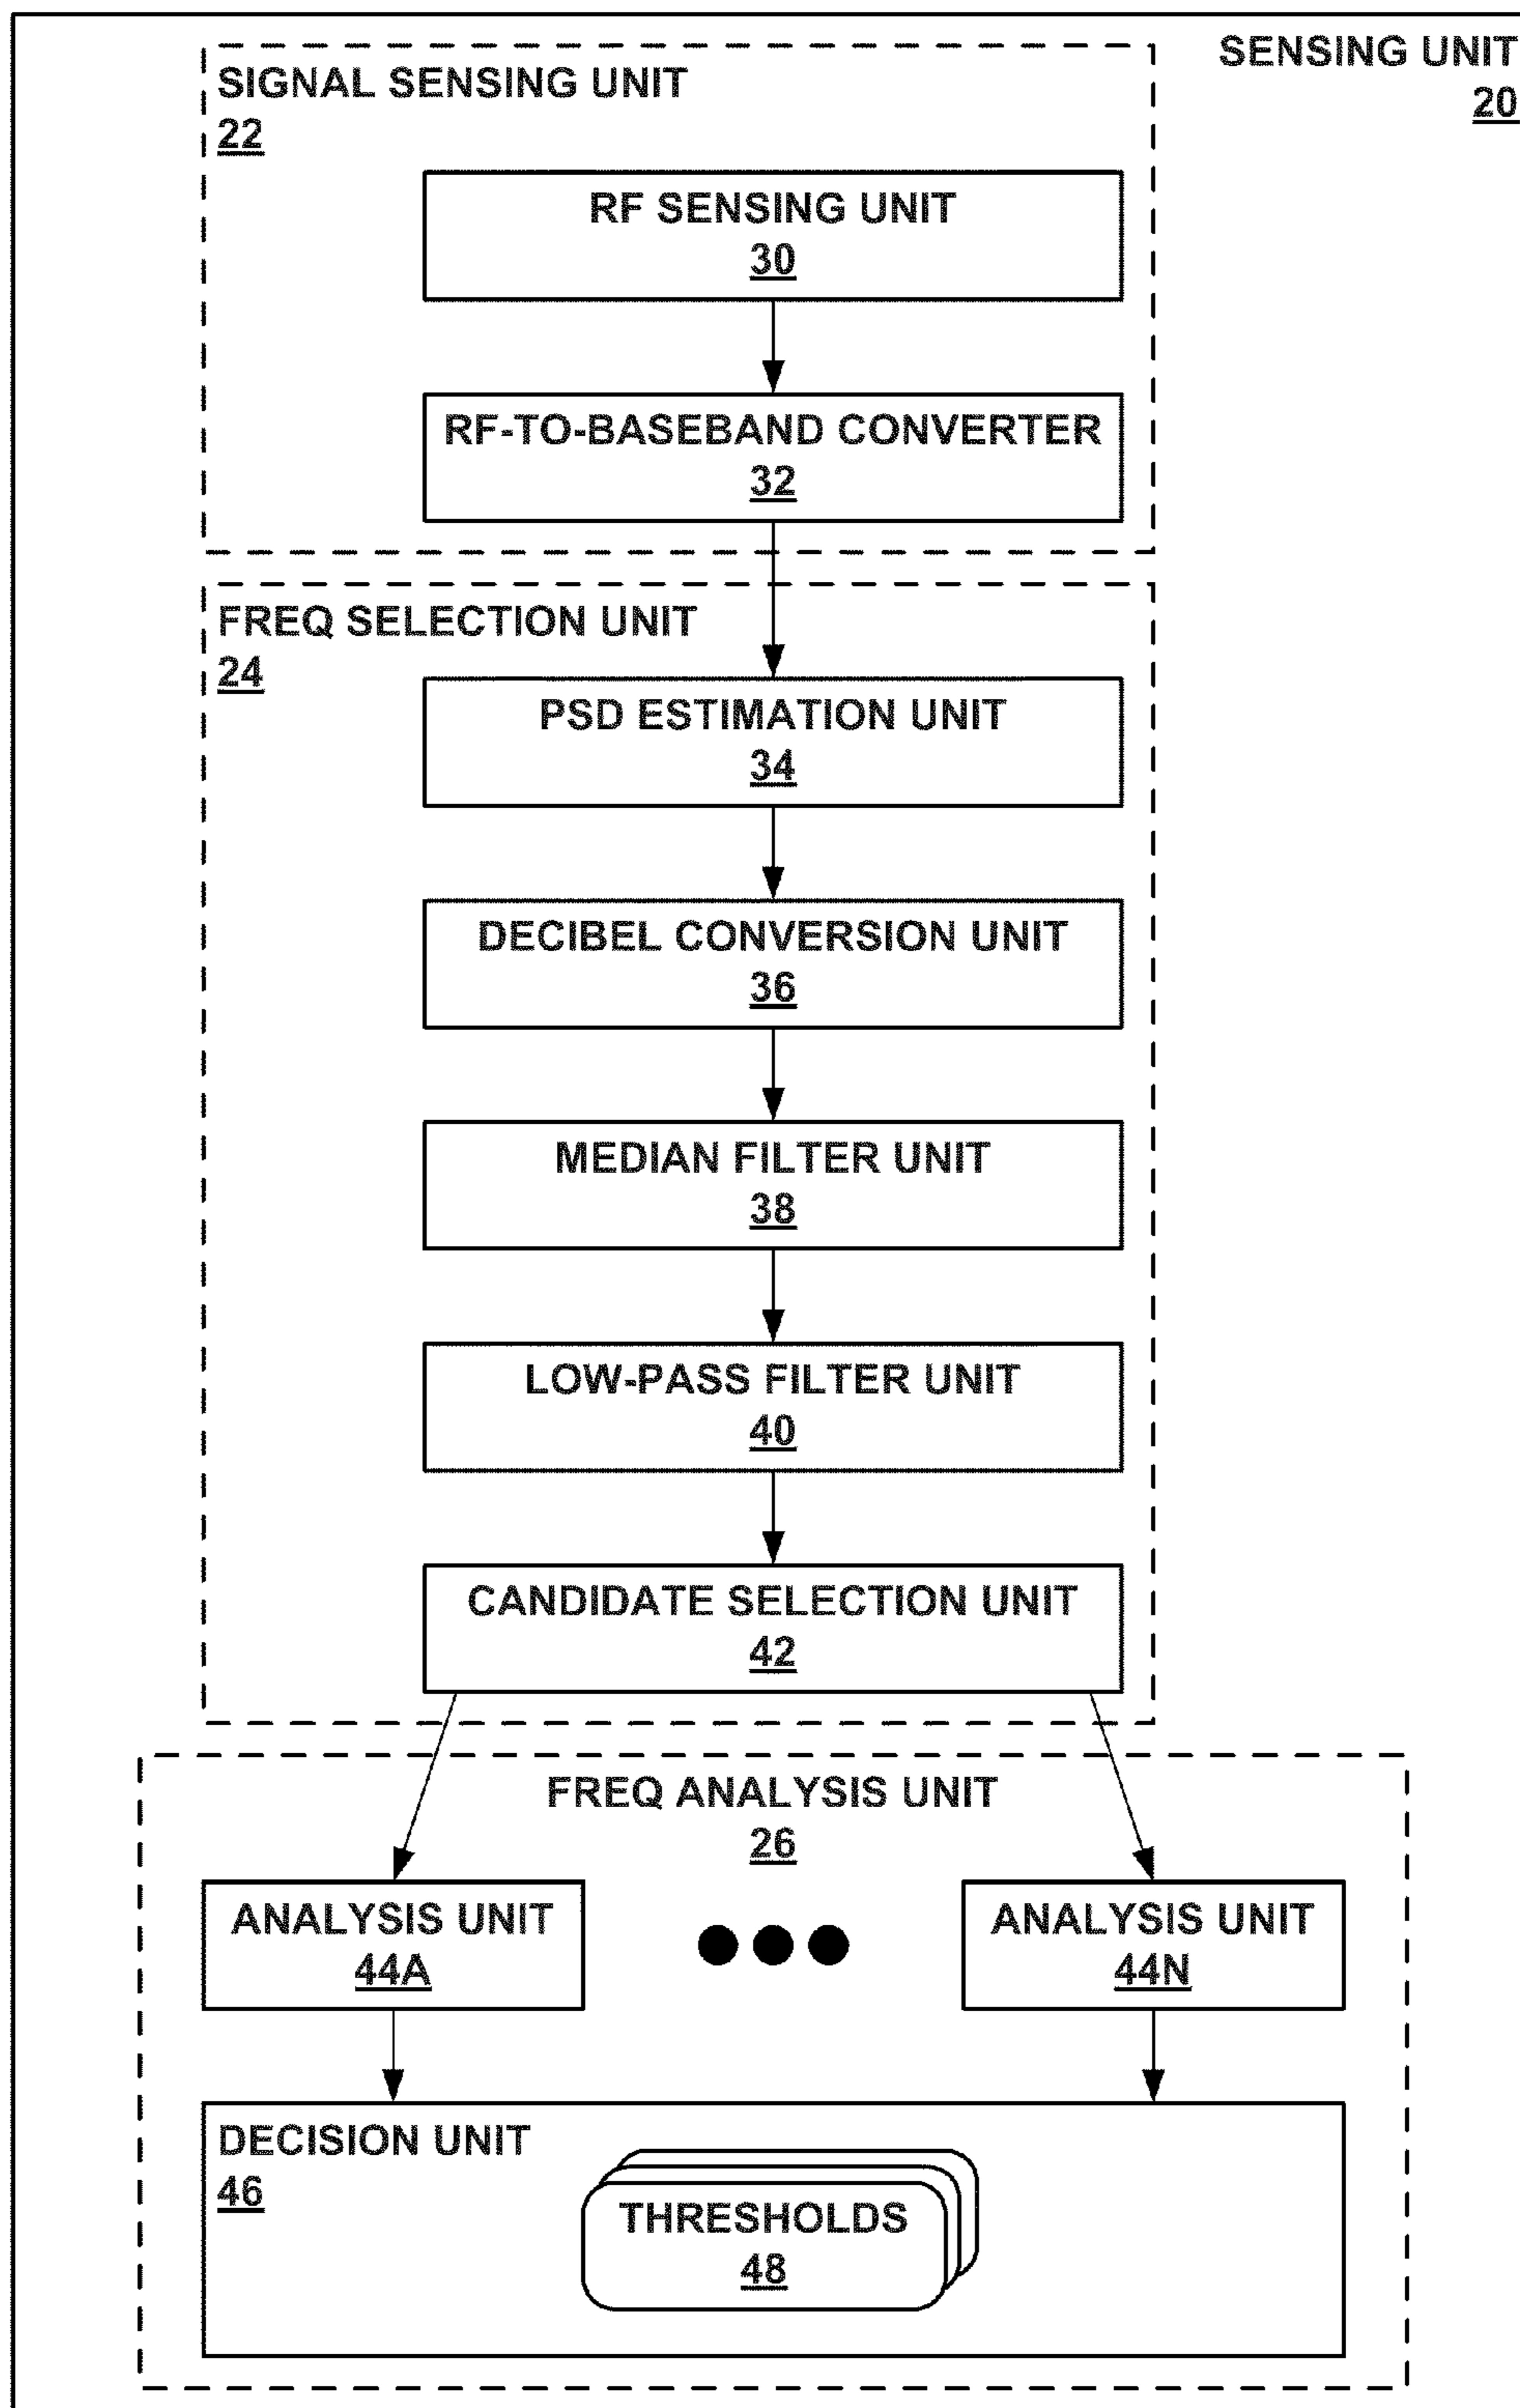 SENSING UNIT
20
SIGNAL SENSING UNIT
22
RF SENSING UNIT
30
RF-TO-BASEBAND CONVERTER
32
FREQ SELECTION UNIT
24
PSD ESTIMATION UNIT
34
DECIBEL CONVERSION UNIT
36
MEDIAN FILTER UNIT
38
LOW-PASS FILTER UNIT
40
CANDIDATE SELECTION UNIT
42
FREQ ANALYSIS UNIT
26
ANALYSIS UNIT
44A
ANALYSIS UNIT
44N
DECISION UNIT
46
THRESHOLDS
48